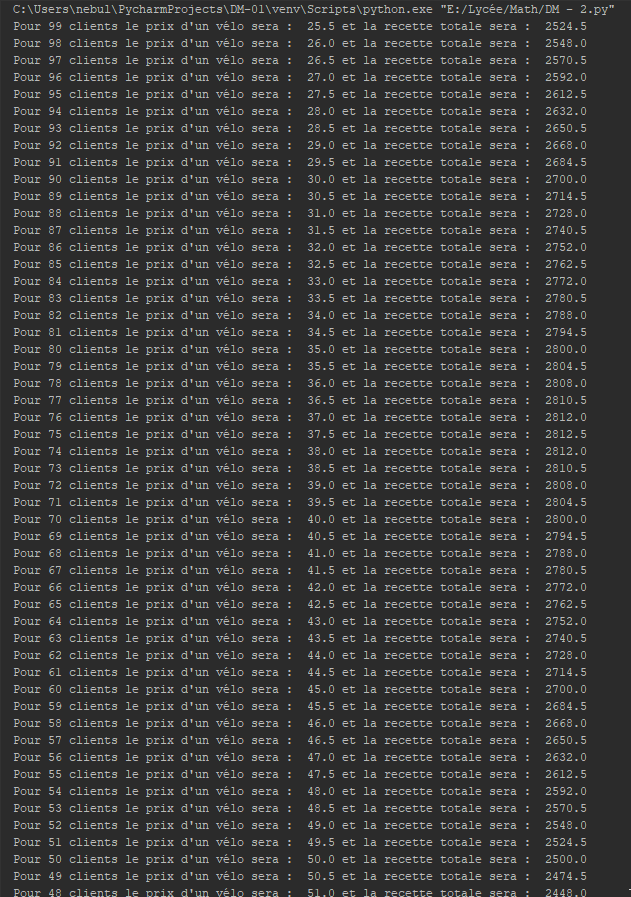 C:\Users\nebul\PycharmProjects\DM-01\venv\Scripts\python.exe "E:/Lycée/Math/DM - 2.py"
Pour 99 clients le prix d'un vélo sera :  25.5 et la recette totale sera :  2524.5
Pour 98 clients le prix d'un vélo sera :  26.0 et la recette totale sera :  2548.0
Pour 97 clients le prix d'un vélo sera :  26.5 et la recette totale sera :  2570.5
Pour 96 clients le prix d'un vélo sera :  27.0 et la recette totale sera :  2592.0
Pour 95 clients le prix d'un vélo sera :  27.5 et la recette totale sera :  2612.5
Pour 94 clients le prix d'un vélo sera :  28.0 et la recette totale sera :  2632.0
Pour 93 clients le prix d'un vélo sera :  28.5 et la recette totale sera :  2650.5
Pour 92 clients le prix d'un vélo sera :  29.0 et la recette totale sera :  2668.0
Pour 91 clients le prix d'un vélo sera :  29.5 et la recette totale sera :  2684.5
Pour 90 clients le prix d'un vélo sera :  30.0 et la recette totale sera :  2700.0
Pour 89 clients le prix d'un vélo sera :  30.5 et la recette totale sera :  2714.5
Pour 88 clients le prix d'un vélo sera :  31.0 et la recette totale sera :  2728.0
Pour 87 clients le prix d'un vélo sera :  31.5 et la recette totale sera :  2740.5
Pour 86 clients le prix d'un vélo sera :  32.0 et la recette totale sera :  2752.0
Pour 85 clients le prix d'un vélo sera :  32.5 et la recette totale sera :  2762.5
Pour 84 clients le prix d'un vélo sera :  33.0 et la recette totale sera :  2772.0
Pour 83 clients le prix d'un vélo sera :  33.5 et la recette totale sera :  2780.5
Pour 82 clients le prix d'un vélo sera :  34.0 et la recette totale sera :  2788.0
Pour 81 clients le prix d'un vélo sera :  34.5 et la recette totale sera :  2794.5
Pour 80 clients le prix d'un vélo sera :  35.0 et la recette totale sera :  2800.0
Pour 79 clients le prix d'un vélo sera :  35.5 et la recette totale sera :  2804.5
Pour 78 clients le prix d'un vélo sera :  36.0 et la recette totale sera :  2808.0
Pour 77 clients le prix d'un vélo sera :  36.5 et la recette totale sera :  2810.5
Pour 76 clients le prix d'un vélo sera :  37.0 et la recette totale sera :  2812.0
Pour 75 clients le prix d'un vélo sera :  37.5 et la recette totale sera :  2812.5
Pour 74 clients le prix d'un vélo sera :  38.0 et la recette totale sera :  2812.0
Pour 73 clients le prix d'un vélo sera :  38.5 et la recette totale sera :  2810.5
Pour 72 clients le prix d'un vélo sera :  39.0 et la recette totale sera :  2808.0
Pour 71 clients le prix d'un vélo sera :  39.5 et la recette totale sera :  2804.5
Pour 70 clients le prix d'un vélo sera :  40.0 et la recette totale sera :  2800.0
Pour 69 clients le prix d'un vélo sera :  40.5 et la recette totale sera :  2794.5
Pour 68 clients le prix d'un vélo sera :  41.0 et la recette totale sera :  2788.0
Pour 67 clients le prix d'un vélo sera :  41.5 et la recette totale sera :  2780.5
Pour 66 clients le prix d'un vélo sera :  42.0 et la recette totale sera :  2772.0
Pour 65 clients le prix d'un vélo sera :  42.5 et la recette totale sera :  2762.5
Pour 64 clients le prix d'un vélo sera :  43.0 et la recette totale sera :  2752.0
Pour 63 clients le prix d'un vélo sera :  43.5 et la recette totale sera :  2740.5
Pour 62 clients le prix d'un vélo sera :  44.0 et la recette totale sera :  2728.0
Pour 61 clients le prix d'un vélo sera :  44.5 et la recette totale sera :  2714.5
Pour 60 clients le prix d'un vélo sera :  45.0 et la recette totale sera :  2700.0
Pour 59 clients le prix d'un vélo sera :  45.5 et la recette totale sera :  2684.5
Pour 58 clients le prix d'un vélo sera :  46.0 et la recette totale sera :  2668.0
Pour 57 clients le prix d'un vélo sera :  46.5 et la recette totale sera :  2650.5
Pour 56 clients le prix d'un vélo sera :  47.0 et la recette totale sera :  2632.0
Pour 55 clients le prix d'un vélo sera :  47.5 et la recette totale sera :  2612.5
Pour 54 clients le prix d'un vélo sera :  48.0 et la recette totale sera :  2592.0
Pour 53 clients le prix d'un vélo sera :  48.5 et la recette totale sera :  2570.5
Pour 52 clients le prix d'un vélo sera :  49.0 et la recette totale sera :  2548.0
Pour 51 clients le prix d'un vélo sera :  49.5 et la recette totale sera :  2524.5
Pour 50 clients le prix d'un vélo sera :  50.0 et la recette totale sera :  2500.0
Pour 49 clients le prix d'un vélo sera :  50.5 et la recette totale sera :  2474.5
Pour 48 clients le prix d'un vélo sera :  51.0 et la recette totale sera :  2448.0